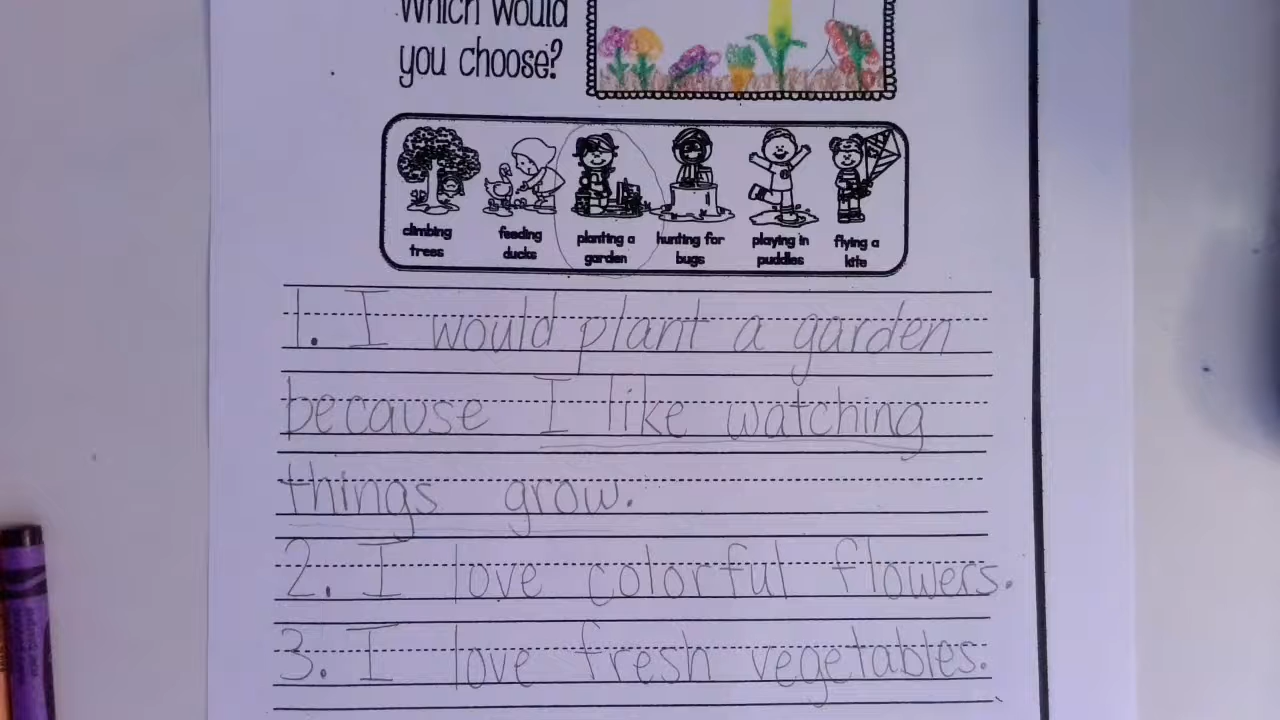 Which would
you choose?
climbing trees
feeding ducks
planting a garden
hunting for bugs
playing in puddles
flying a kite
1. I would plant a garden
because I like watching
things grow.
2. I love colorful flowers.
3. I love fresh vegetables.